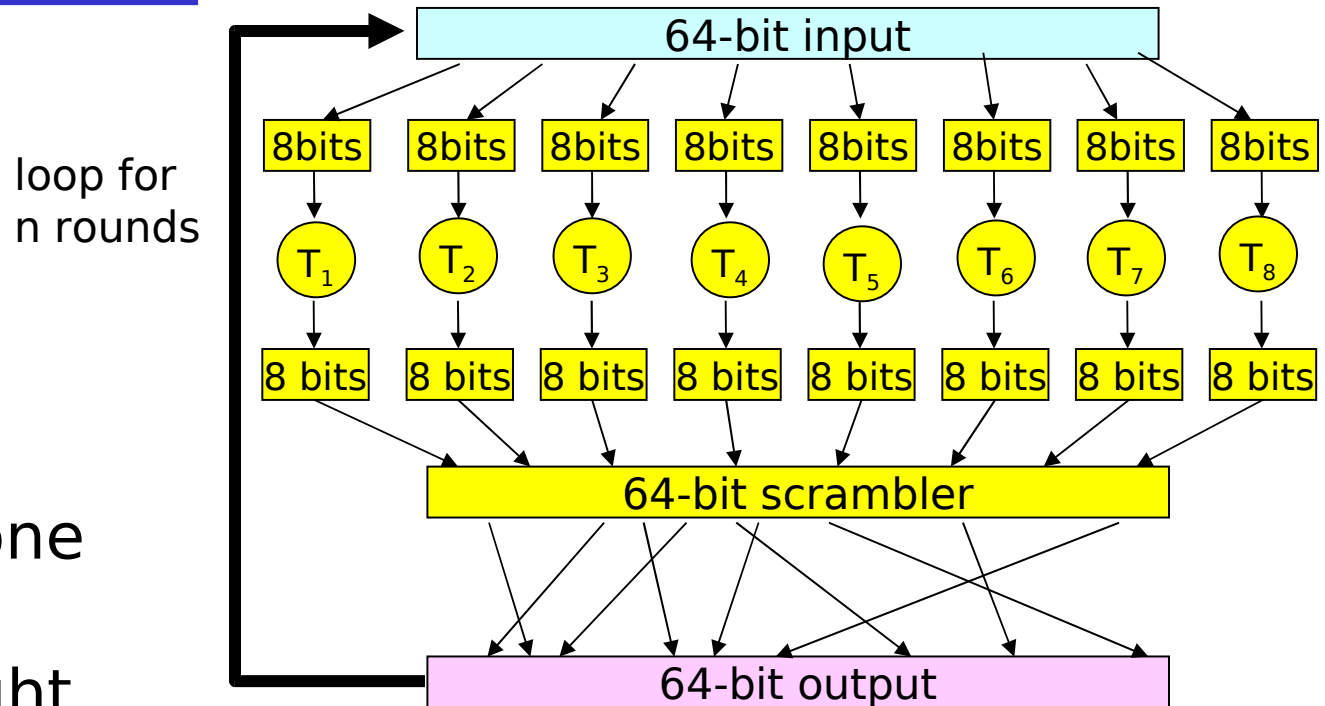 64-bit input
8bits 8bits 8bits 8bits 8bits 8bits 8bits 8bits
loop for
n rounds
T1 T2 T3 T4 T5 T6 T7 T8
8 bits 8 bits 8 bits 8 bits 8 bits 8 bits 8 bits 8 bits
64-bit scrambler
64-bit output